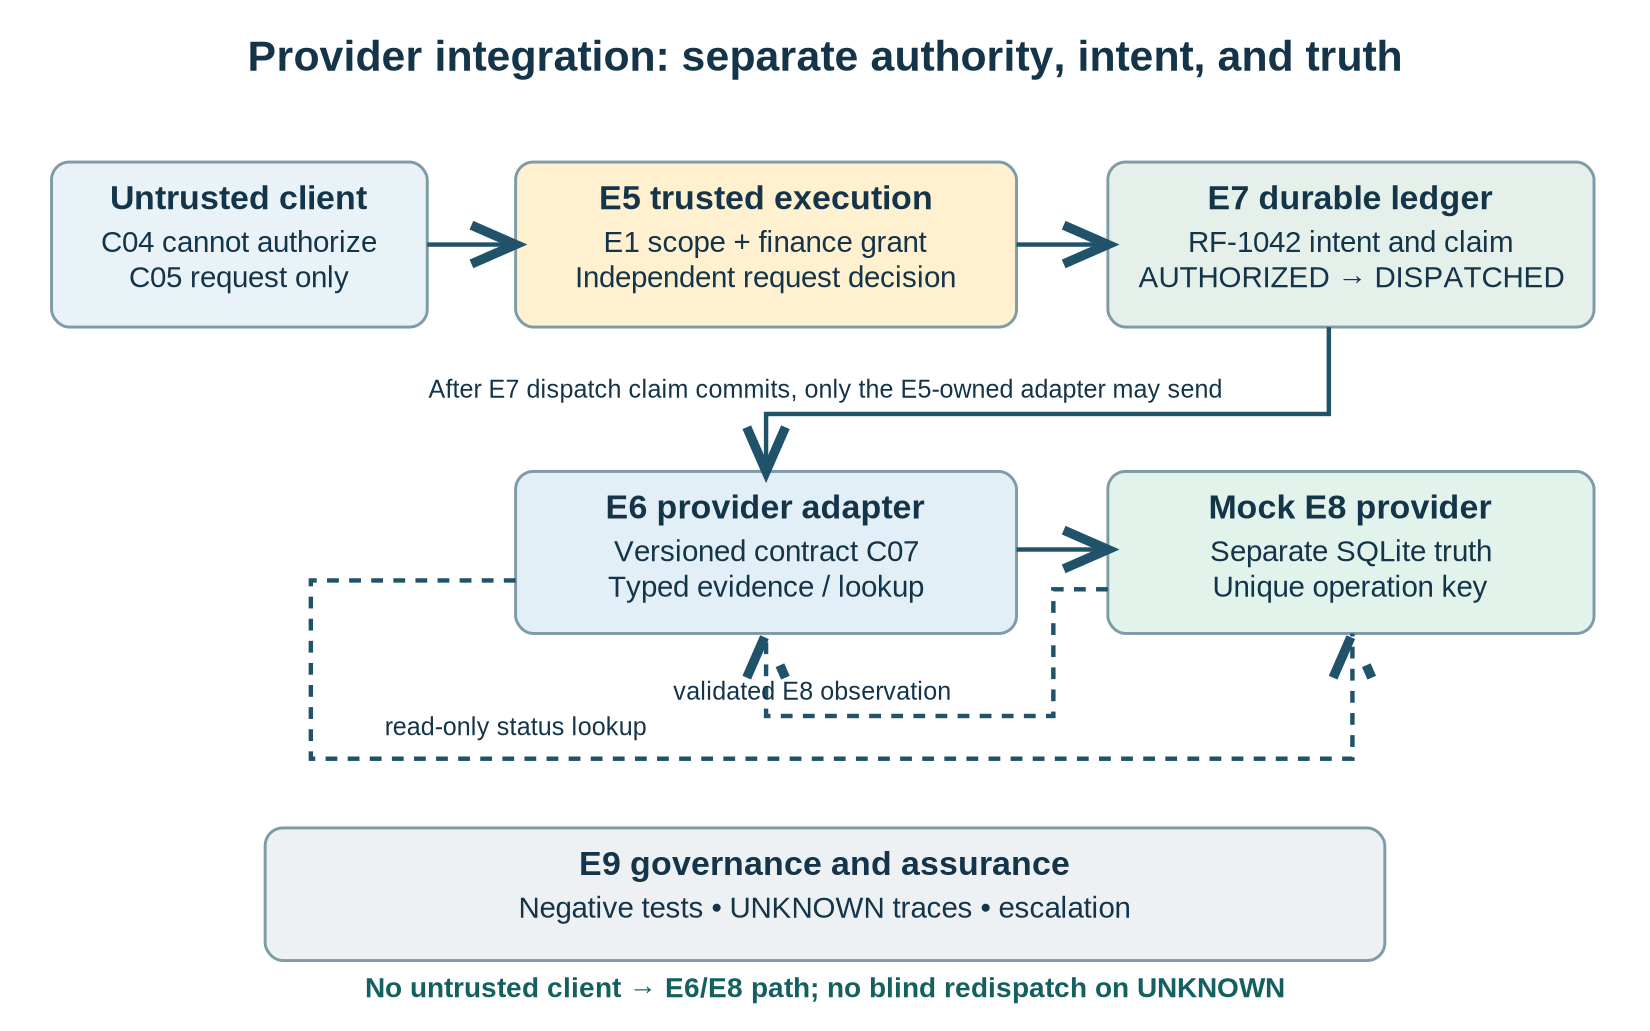 Provider integration: separate authority, intent, and truth
Untrusted client
C04 cannot authorize
C05 request only
E5 trusted execution
E1 scope + finance grant
Independent request decision
E7 durable ledger
RF-1042 intent and claim
AUTHORIZED → DISPATCHED
After E7 dispatch claim commits, only the E5-owned adapter may send
E6 provider adapter
Versioned contract C07
Typed evidence / lookup
Mock E8 provider
Separate SQLite truth
Unique operation key
validated E8 observation
read-only status lookup
E9 governance and assurance
Negative tests • UNKNOWN traces • escalation
No untrusted client → E6/E8 path; no blind redispatch on UNKNOWN